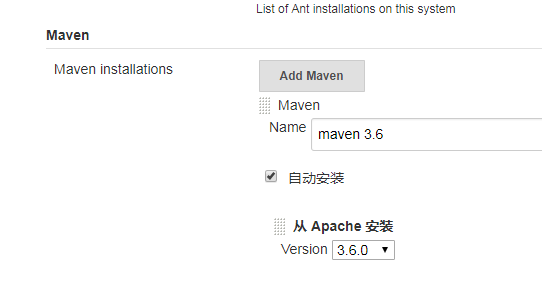 List of Ant installations on this system
Maven
Maven installations
Add Maven
Maven
Name maven 3.6
自动安装
从 Apache 安装
Version 3.6.0